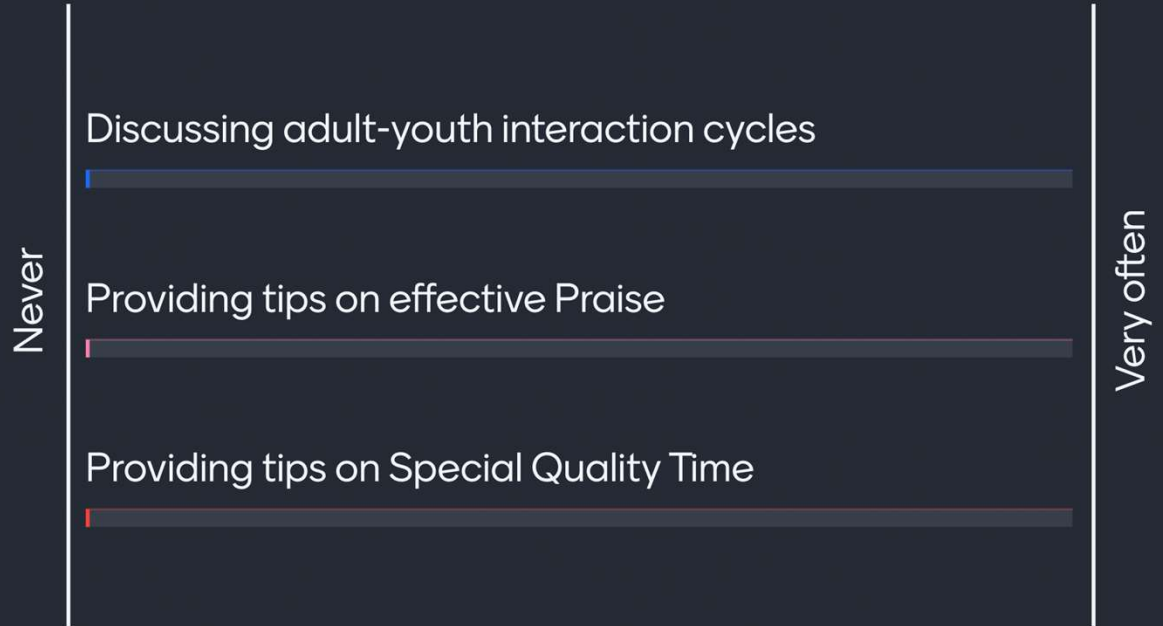 Never
Discussing adult-youth interaction cycles
Providing tips on effective Praise
Providing tips on Special Quality Time
Very often